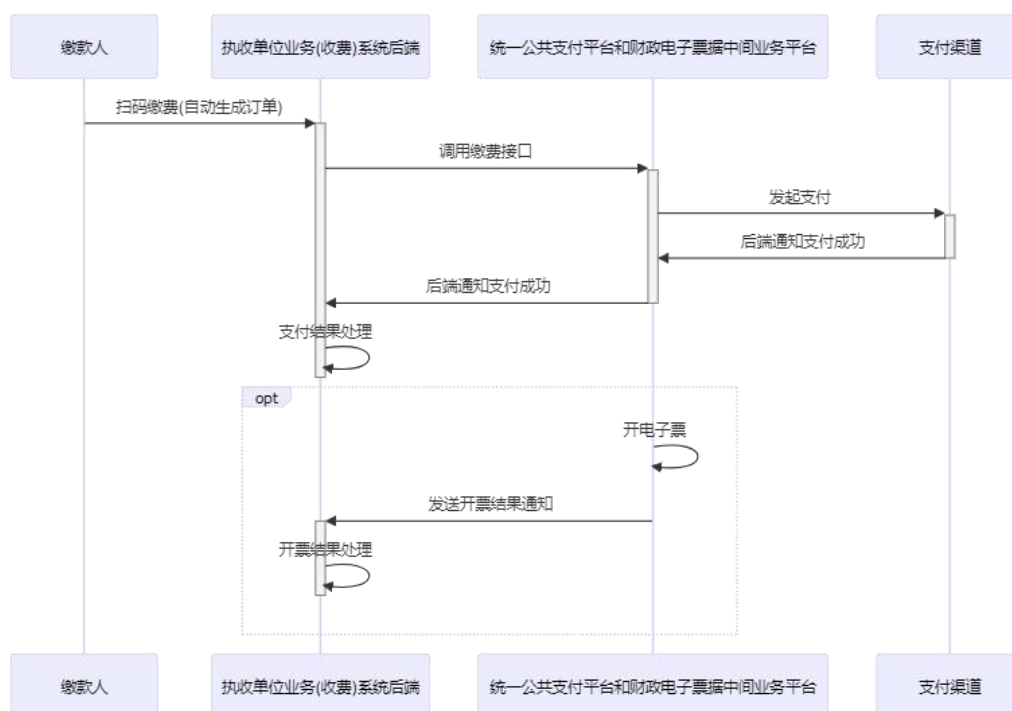 缴款人
执收单位业务(收费)系统后端
统一公共支付平台和财政电子票据中间业务平台
支付渠道
扫码缴费(自动生成订单)
调用缴费接口
发起支付
后端通知支付成功
后端通知支付成功
支付结果处理
opt
开电子票
发送开票结果通知
开票结果处理
缴款人
执收单位业务(收费)系统后端
统一公共支付平台和财政电子票据中间业务平台
支付渠道